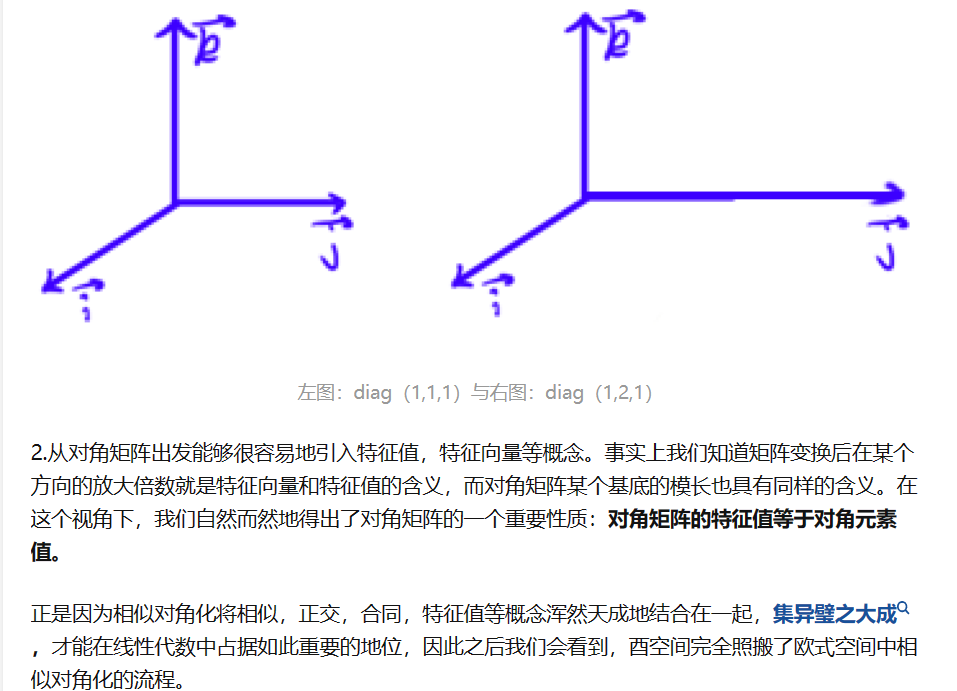 k k
j j
i i
左图：diag（1,1,1）与右图：diag（1,2,1）
2.从对角矩阵出发能够很容易地引入特征值，特征向量等概念。事实上我们知道矩阵变换后在某个
方向的放大倍数就是特征向量和特征值的含义，而对角矩阵某个基底的模长也具有同样的含义。在
这个视角下，我们自然而然地得出了对角矩阵的一个重要性质：对角矩阵的特征值等于对角元素
值。
正是因为相似对角化将相似，正交，合同，特征值等概念浑然天成地结合在一起，集异璧之大成
，才能在线性代数中占据如此重要的地位，因此之后我们会看到，酉空间完全照搬了欧式空间中相
似对角化的流程。